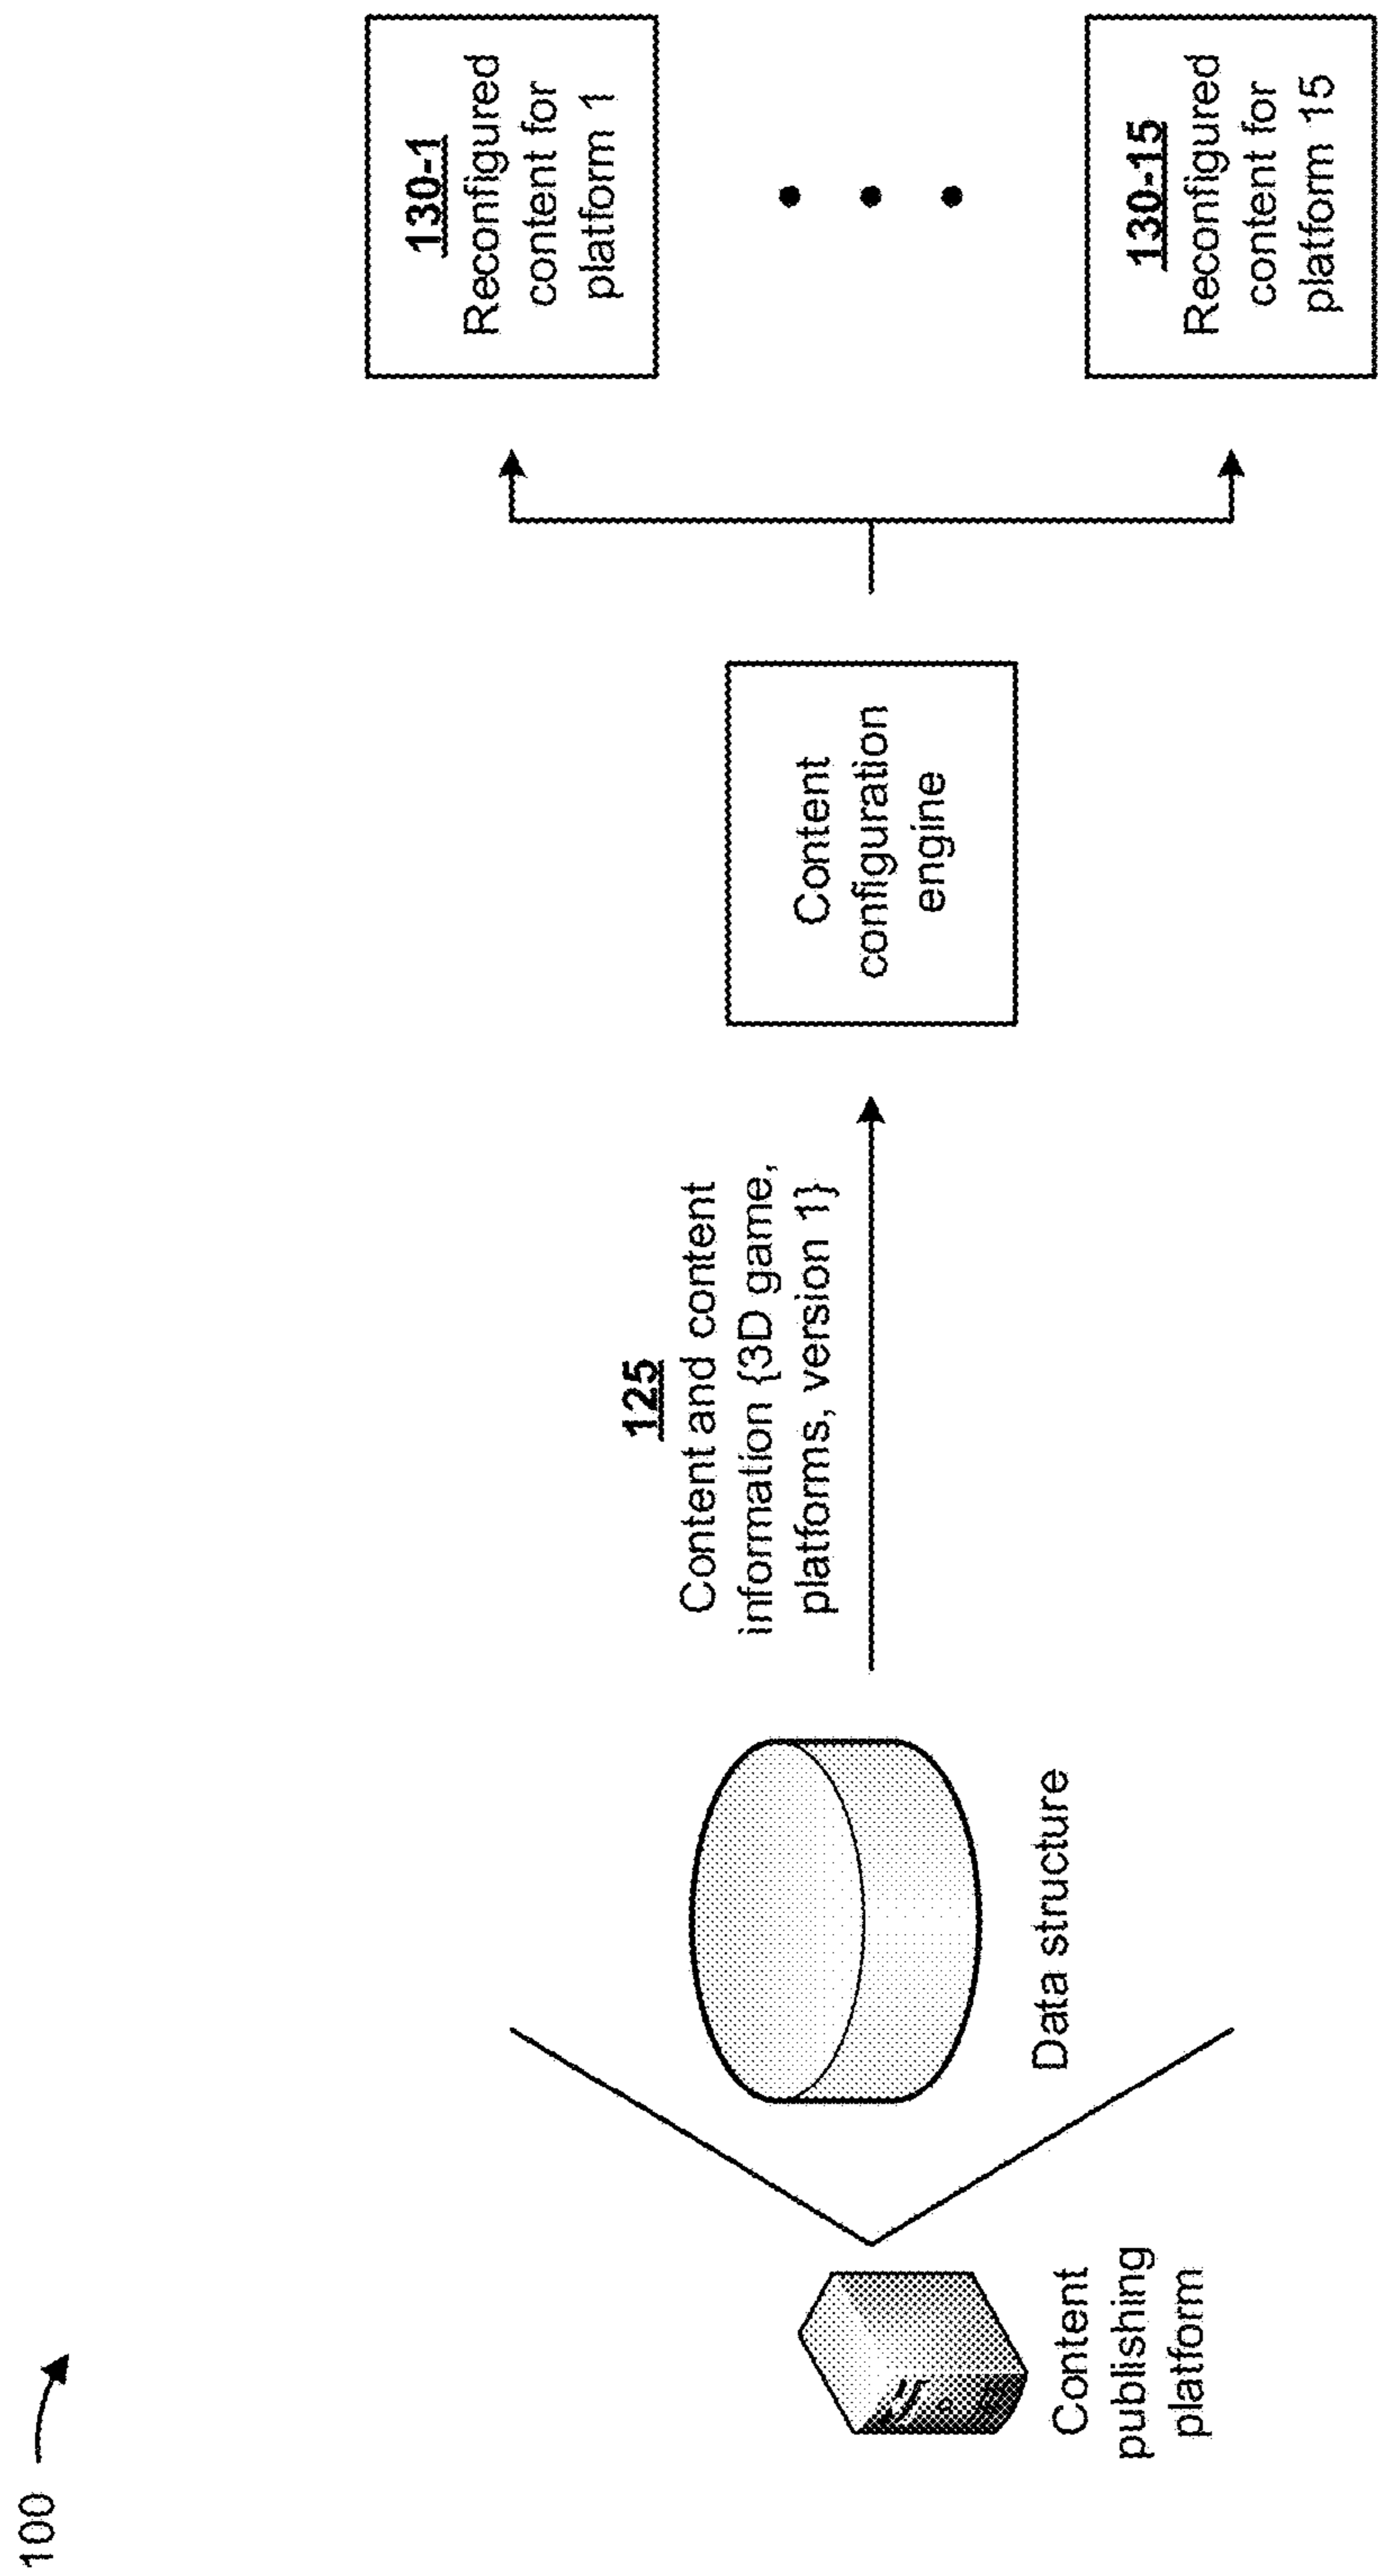 100
Content
publishing
platform
Data structure
125
Content and content
information {3D game,
platforms, version 1}
Content
configuration
engine
130-1
Reconfigured
content for
platform 1
130-15
Reconfigured
content for
platform 15